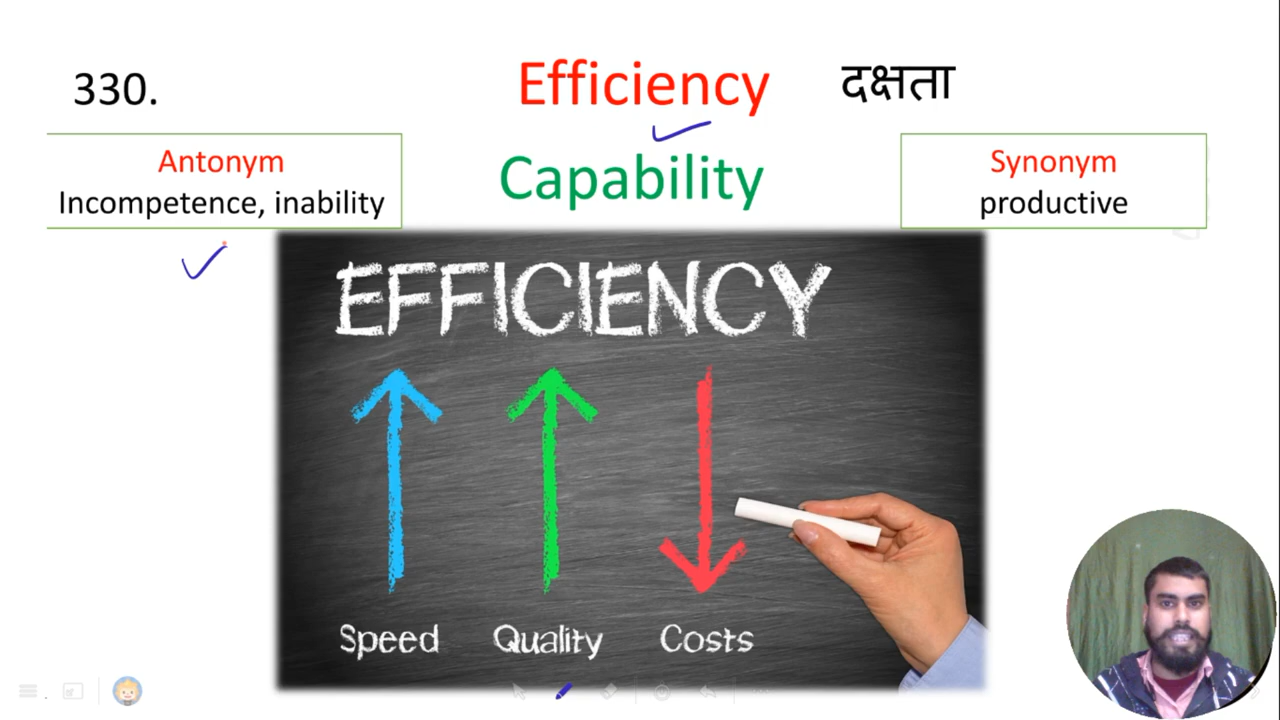 330.
Efficiency दक्षता
Capability
Antonym
Incompetence, inability
Synonym
productive
EFFICIENCY
Speed Quality Costs